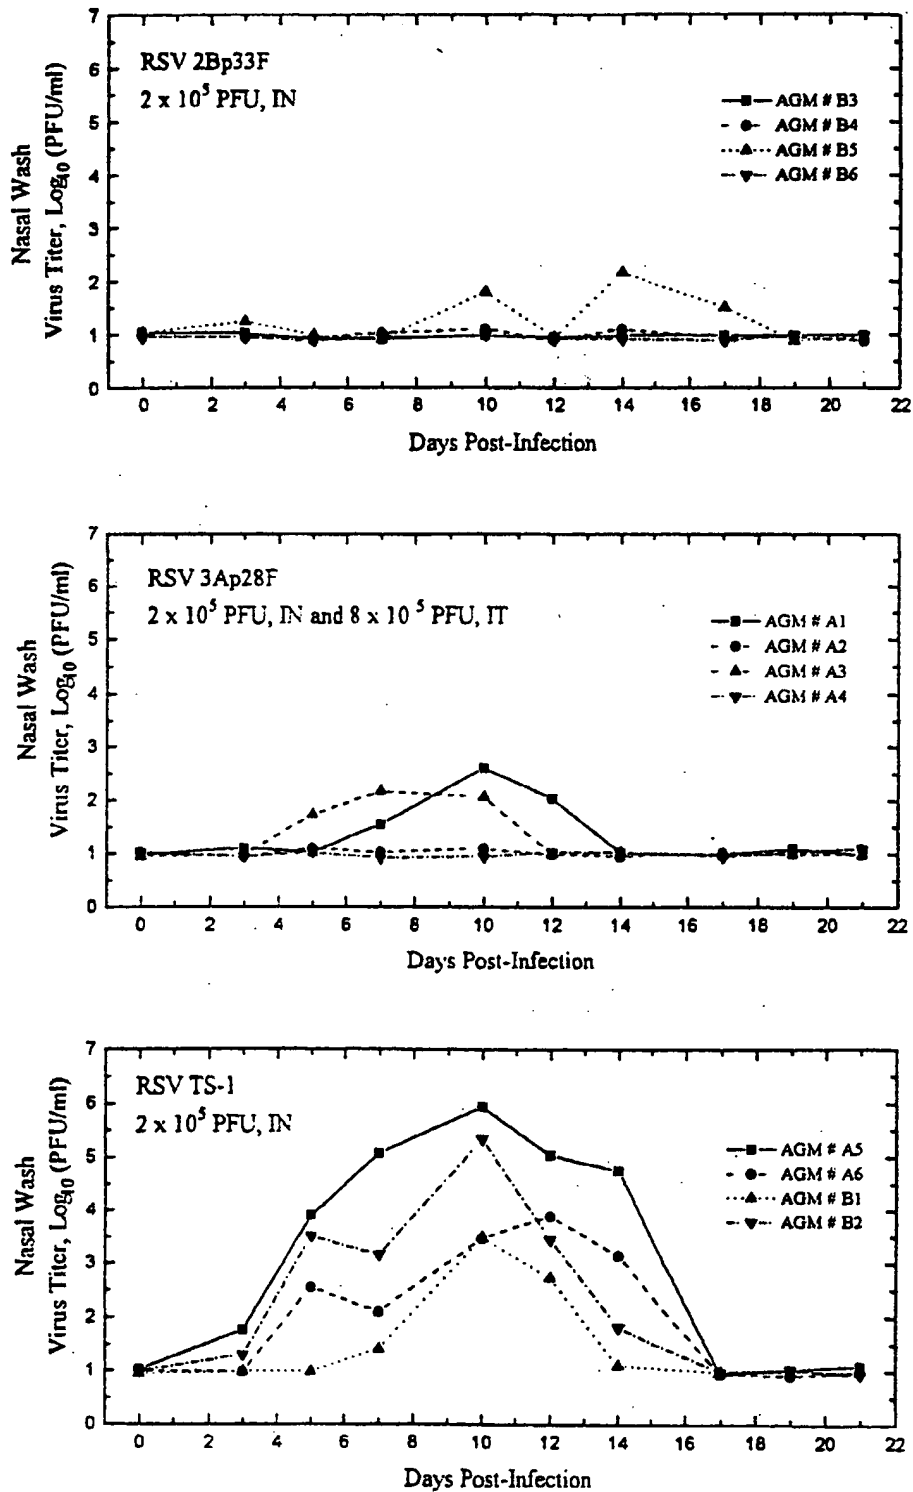 RSV 2Bp33F
2 x 10^5 PFU, IN
AGM # B3
AGM # B4
AGM # B5
AGM # B6
Nasal Wash
Virus Titer, Log10 (PFU/ml)
7
6
5
4
3
2
1
0
0 2 4 6 8 10 12 14 16 18 20 22
Days Post-Infection
RSV 3Ap28F
2 x 10^5 PFU, IN and 8 x 10^5 PFU, IT
AGM # A1
AGM # A2
AGM # A3
AGM # A4
Nasal Wash
Virus Titer, Log10 (PFU/ml)
7
6
5
4
3
2
1
0
0 2 4 6 8 10 12 14 16 18 20 22
Days Post-Infection
RSV TS-1
2 x 10^5 PFU, IN
AGM # A5
AGM # A6
AGM # B1
AGM # B2
Nasal Wash
Virus Titer, Log10 (PFU/ml)
7
6
5
4
3
2
1
0
0 2 4 6 8 10 12 14 16 18 20 22
Days Post-Infection